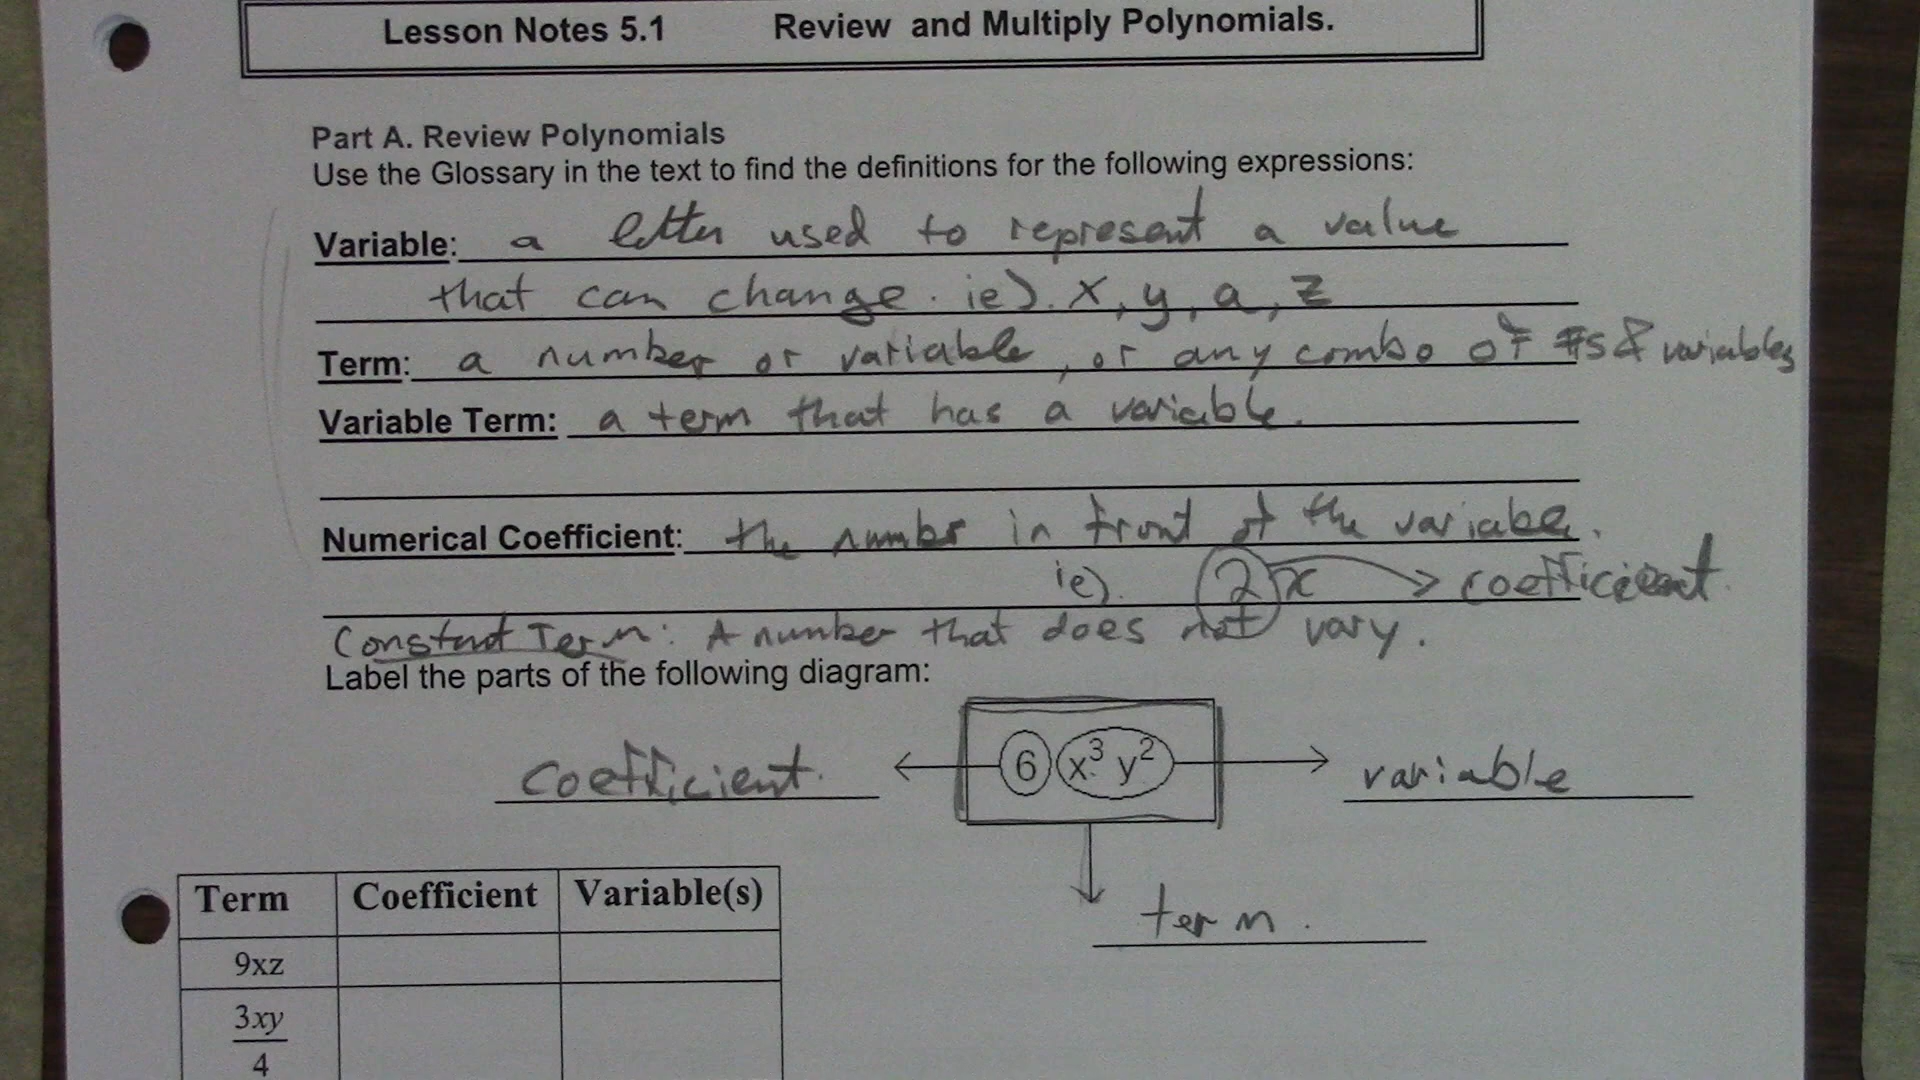 Lesson Notes 5.1 Review and Multiply Polynomials.
Part A. Review Polynomials
Use the Glossary in the text to find the definitions for the following expressions:
Variable: a letter used to represent a value
that can change. ie). x, y, a, z
Term: a number or variable, or any combo of #s & variables
Variable Term: a term that has a variable.
Numerical Coefficient: the number in front of the variable.
ie). 2x → coefficient.
Constant Term: A number that does not vary.
Label the parts of the following diagram:
coefficient. ← 6 x³ y² → variable
term.
Term Coefficient Variable(s)
9xz
3xy
4